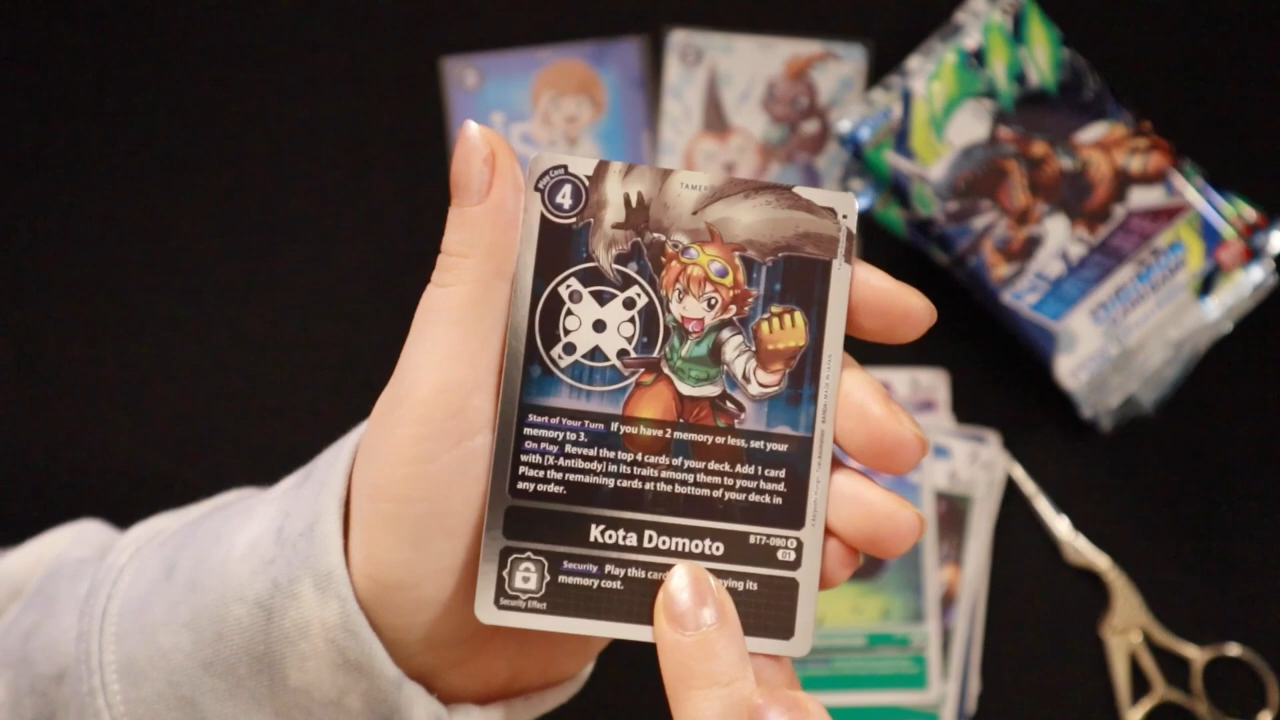 Play Cost
4
TAMER
Start of Your Turn If you have 2 memory or less, set your
memory to 3.
On Play Reveal the top 4 cards of your deck. Add 1 card
with [X-Antibody] in its traits among them to your hand.
Place the remaining cards at the bottom of your deck in
any order.
Kota Domoto
BT7-090 R
01
Security Play this card paying its
memory cost.
Security Effect
DIGIMON